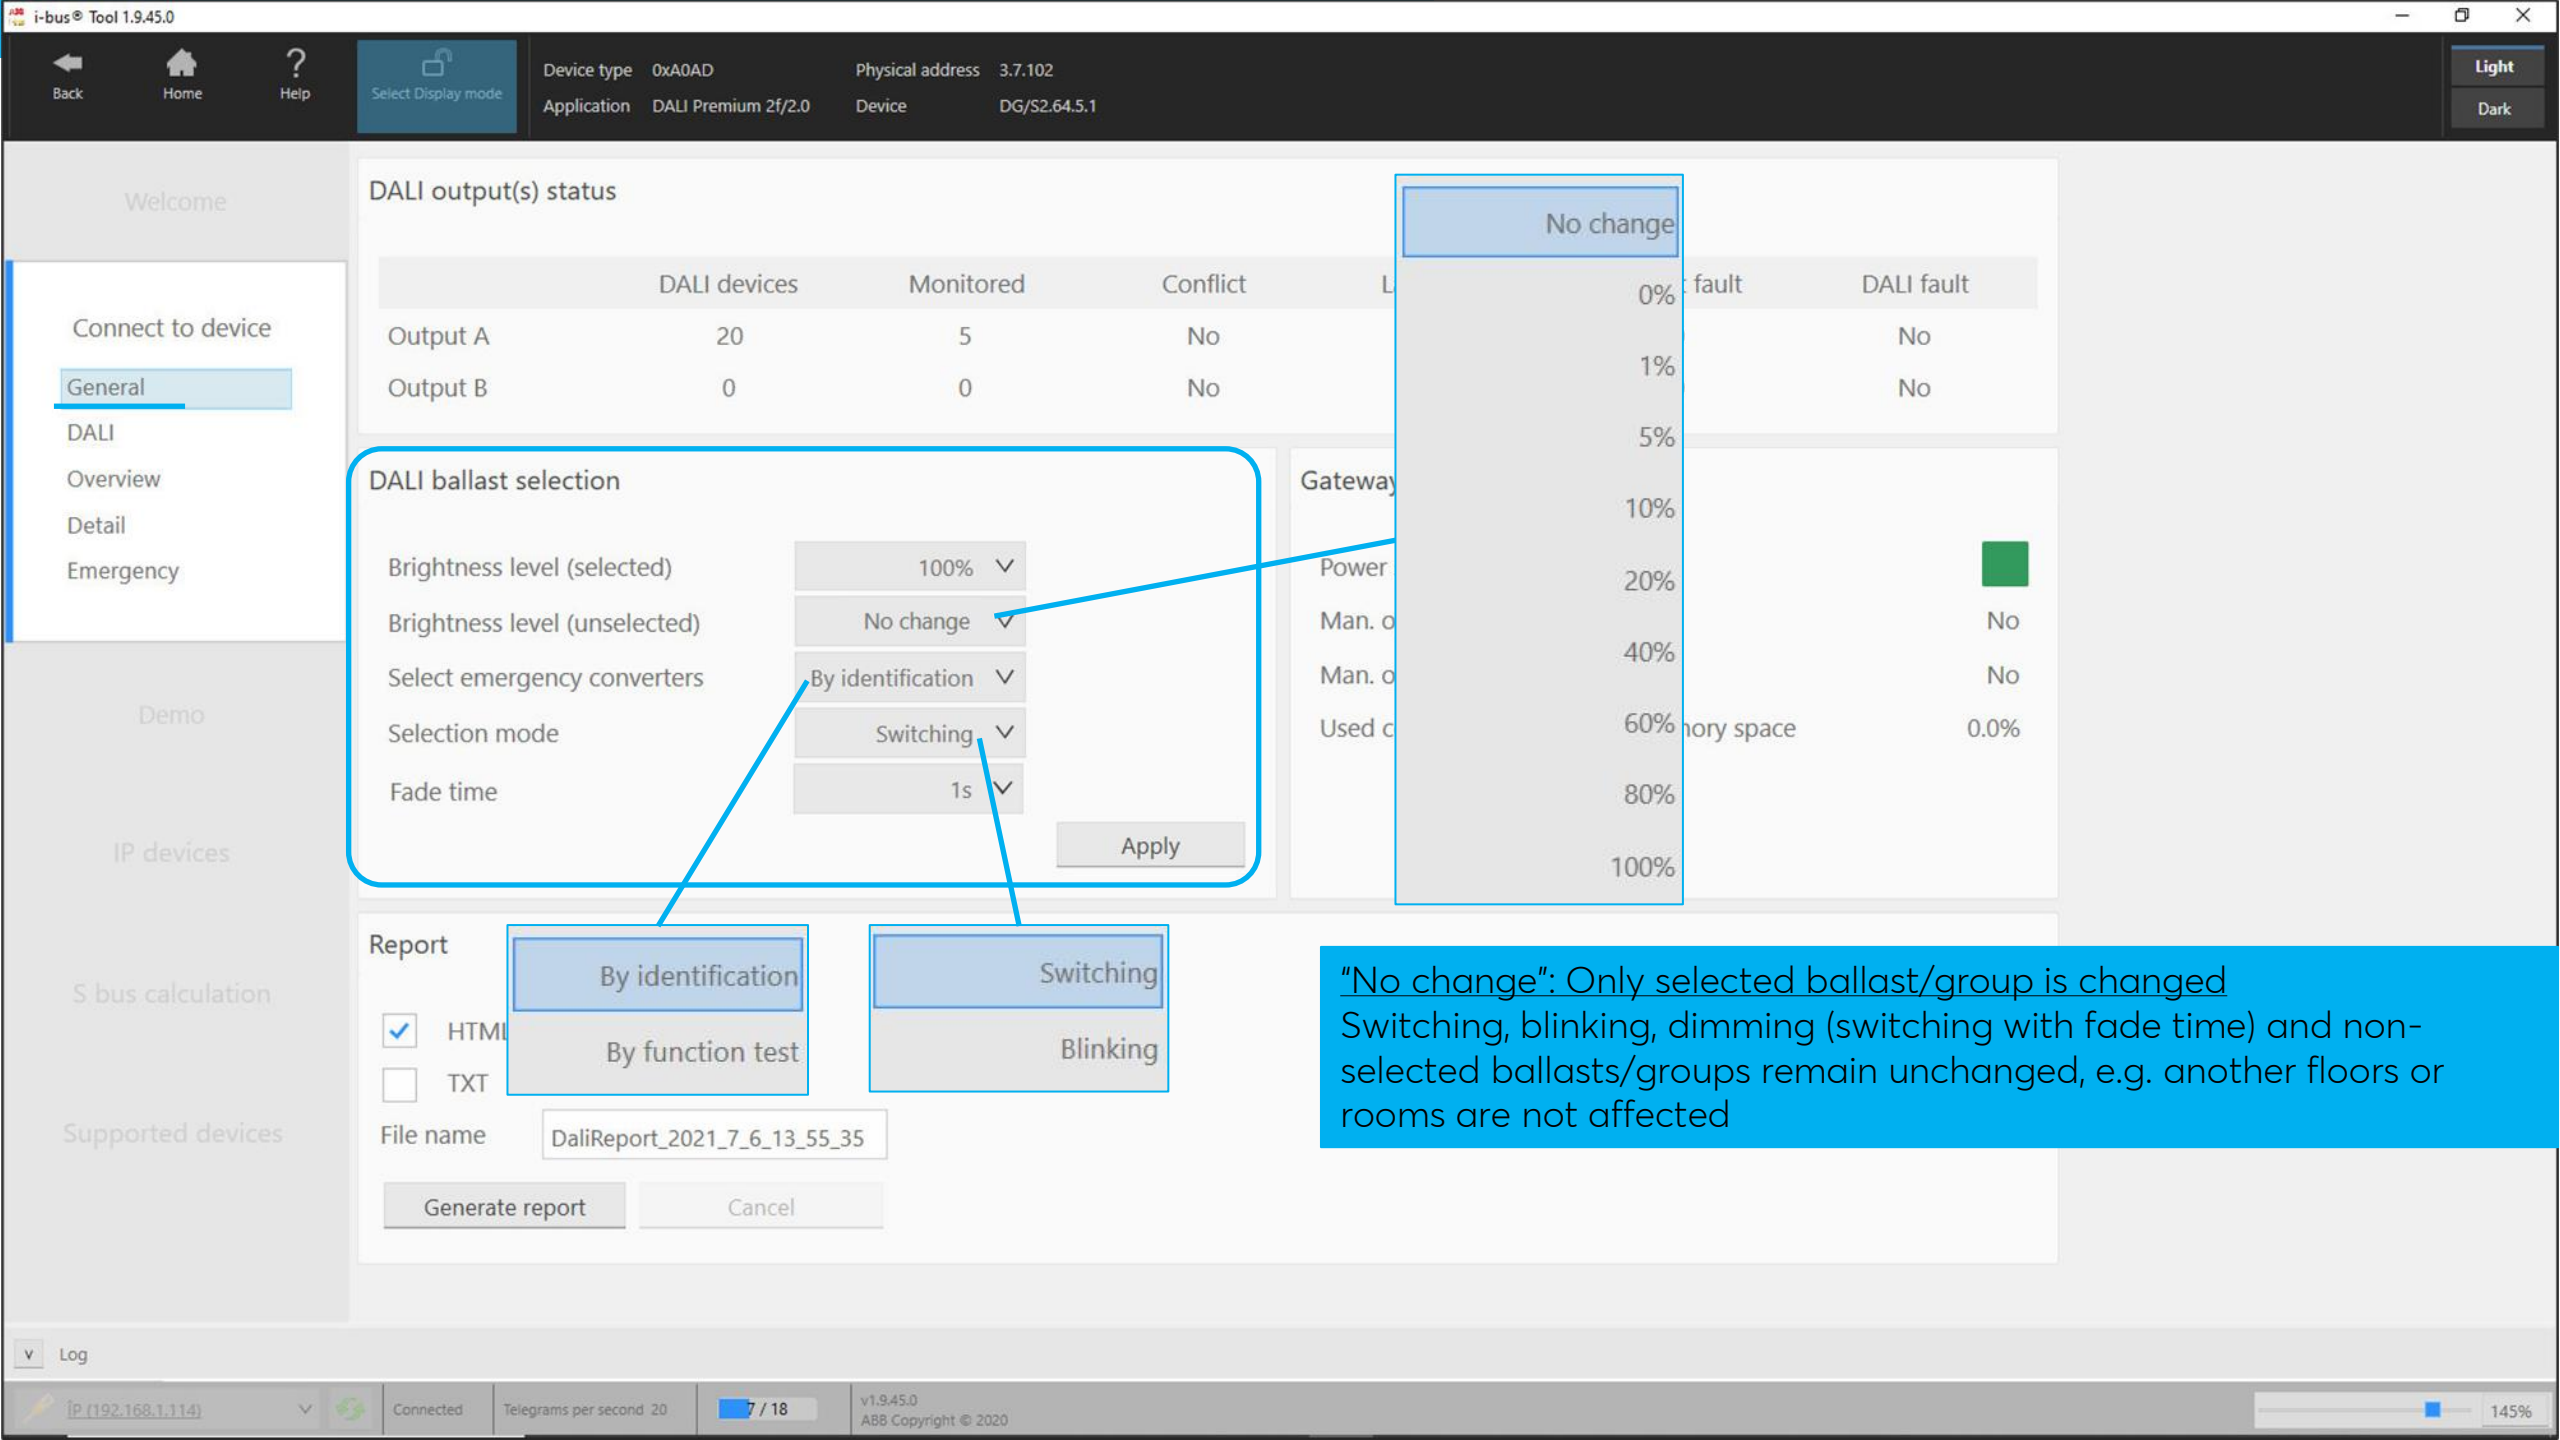 i-bus® Tool 1.9.45.0
Back
Home
Help
Select Display mode
Device type 0xA0AD
Physical address 3.7.102
Application DALI Premium 2f/2.0
Device DG/S2.64.5.1
Light
Dark
Welcome
Connect to device
General
DALI
Overview
Detail
Emergency
Demo
IP devices
S bus calculation
Supported devices
DALI output(s) status
DALI devices Monitored Conflict L fault DALI fault
Output A 20 5 No No
Output B 0 0 No No
DALI ballast selection
Brightness level (selected) 100%
Brightness level (unselected) No change
Select emergency converters By identification
Selection mode Switching
Fade time 1s
Apply
Gateway
Power
Man. o No
Man. o No
Used c ory space 0.0%
No change
0%
1%
5%
10%
20%
40%
60%
80%
100%
Report
HTML
TXT
File name DaliReport_2021_7_6_13_55_35
Generate report
Cancel
By identification
By function test
Switching
Blinking
"No change": Only selected ballast/group is changed
Switching, blinking, dimming (switching with fade time) and non-
selected ballasts/groups remain unchanged, e.g. another floors or
rooms are not affected
Log
IP (192.168.1.114)
Connected
Telegrams per second 20
7 / 18
v1.9.45.0
ABB Copyright © 2020
145%